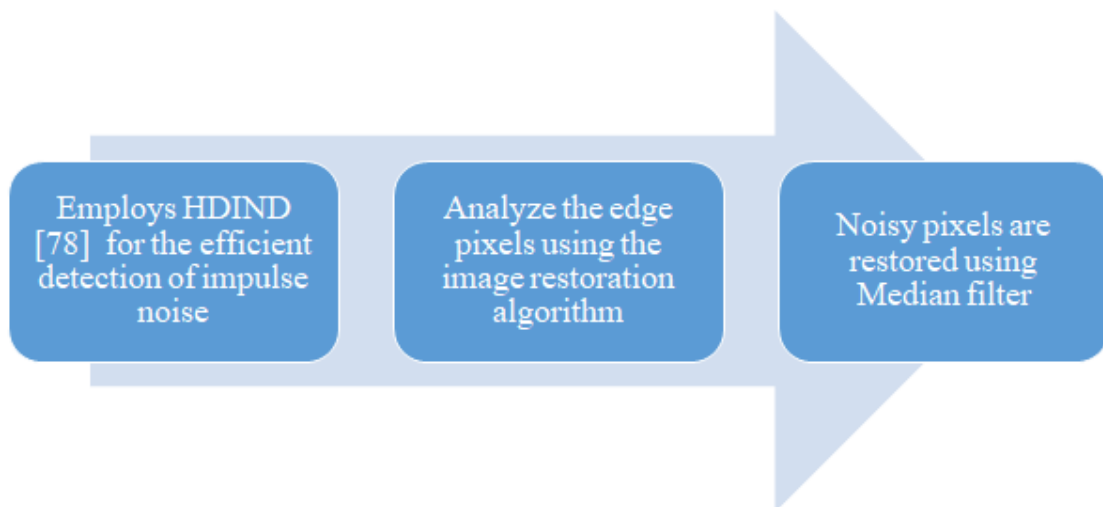 Employs HDIND
[78] for the efficient
detection of impulse
noise
Analyze the edge
pixels using the
image restoration
algorithm
Noisy pixels are
restored using
Median filter